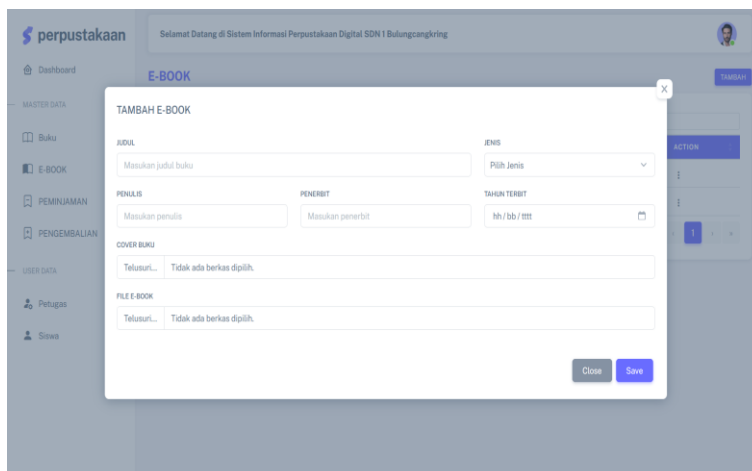 perpustakaan
Selamat Datang di Sistem Informasi Perpustakaan Digital SDN 1 Bulungcangkring
Dashboard
E-BOOK
TAMBAH
MASTER DATA
X
TAMBAH E-BOOK
Buku
JUDUL
JENIS
ACTION
Masukan judul buku
Pilih Jenis
E-BOOK
PENULIS
PENERBIT
TAHUN TERBIT
PEMINJAMAN
Masukan penulis
Masukan penerbit
hh / bb / tttt
PENGEMBALIAN
1
COVER BUKU
Telusuri... Tidak ada berkas dipilih.
USER DATA
FILE E-BOOK
Petugas
Telusuri... Tidak ada berkas dipilih.
Siswa
Close
Save